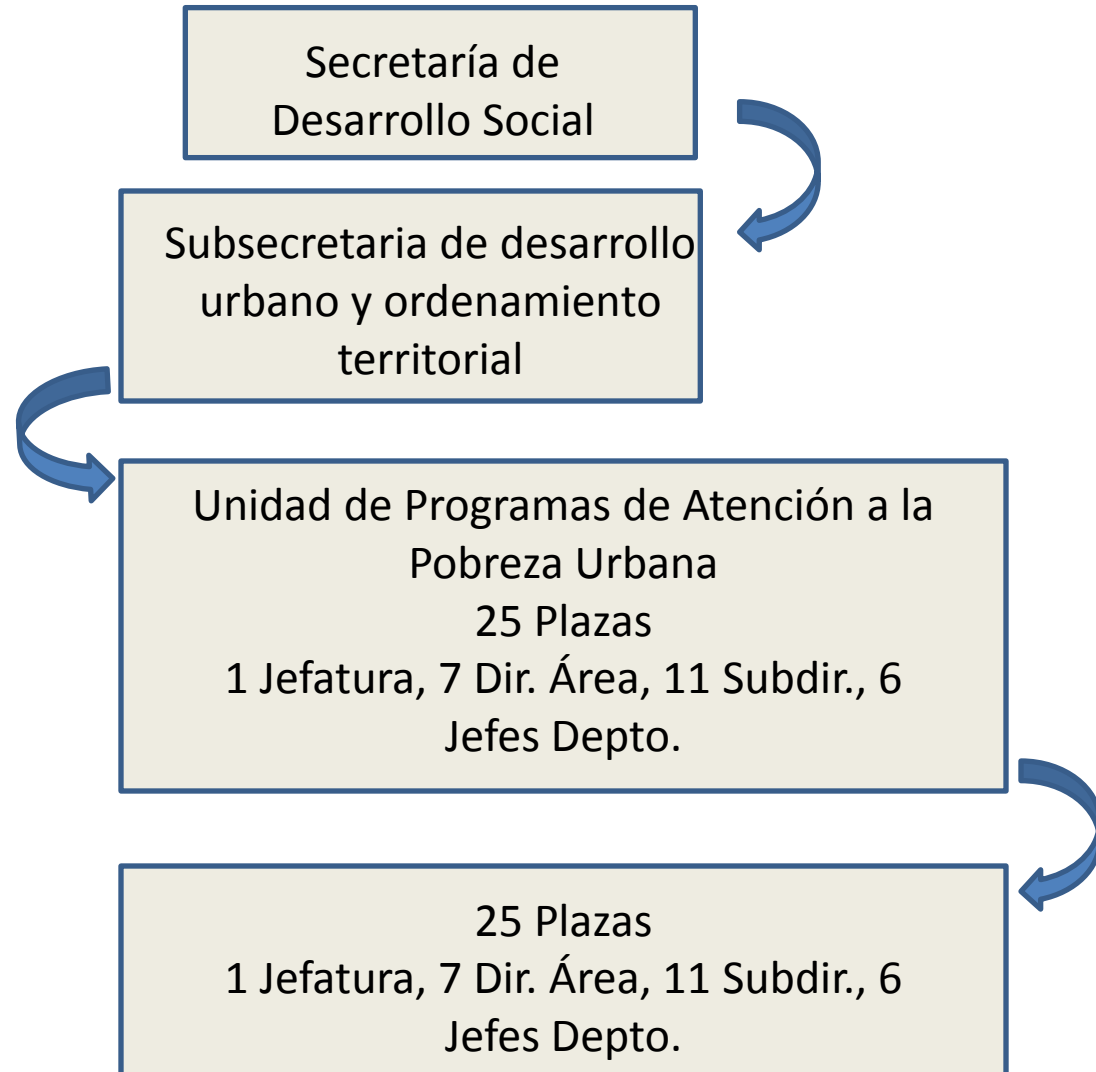 Secretaría de
Desarrollo Social
Subsecretaria de desarrollo
urbano y ordenamiento
territorial
Unidad de Programas de Atención a la
Pobreza Urbana
25 Plazas
1 Jefatura, 7 Dir. Área, 11 Subdir., 6
Jefes Depto.
25 Plazas
1 Jefatura, 7 Dir. Área, 11 Subdir., 6
Jefes Depto.